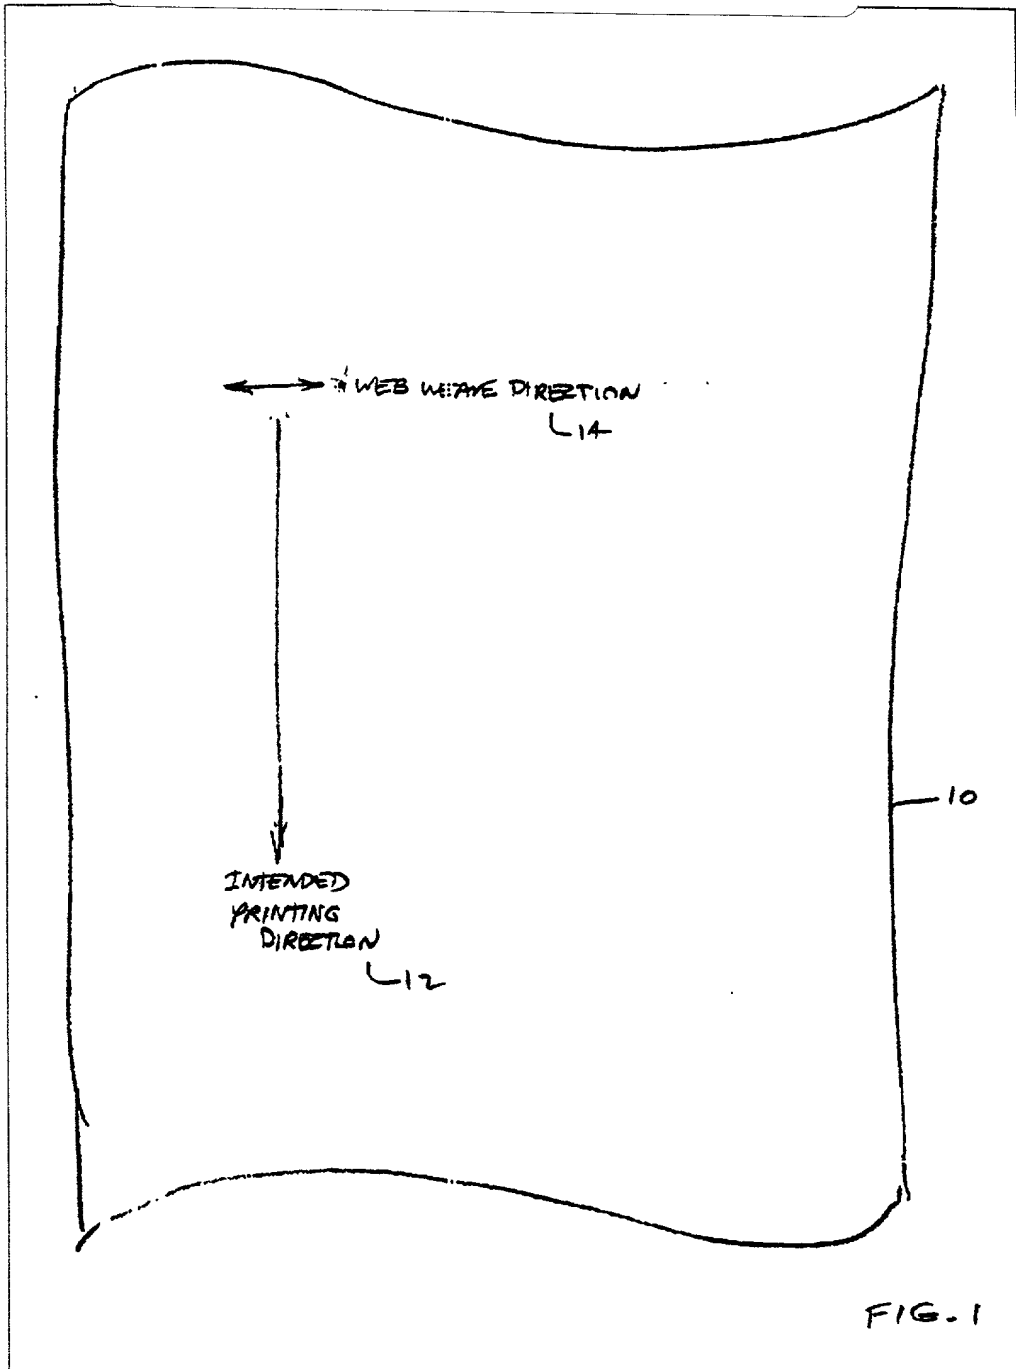 WEB WEAVE DIRECTION
14
10
INTENDED
PRINTING
DIRECTION
12
FIG. 1